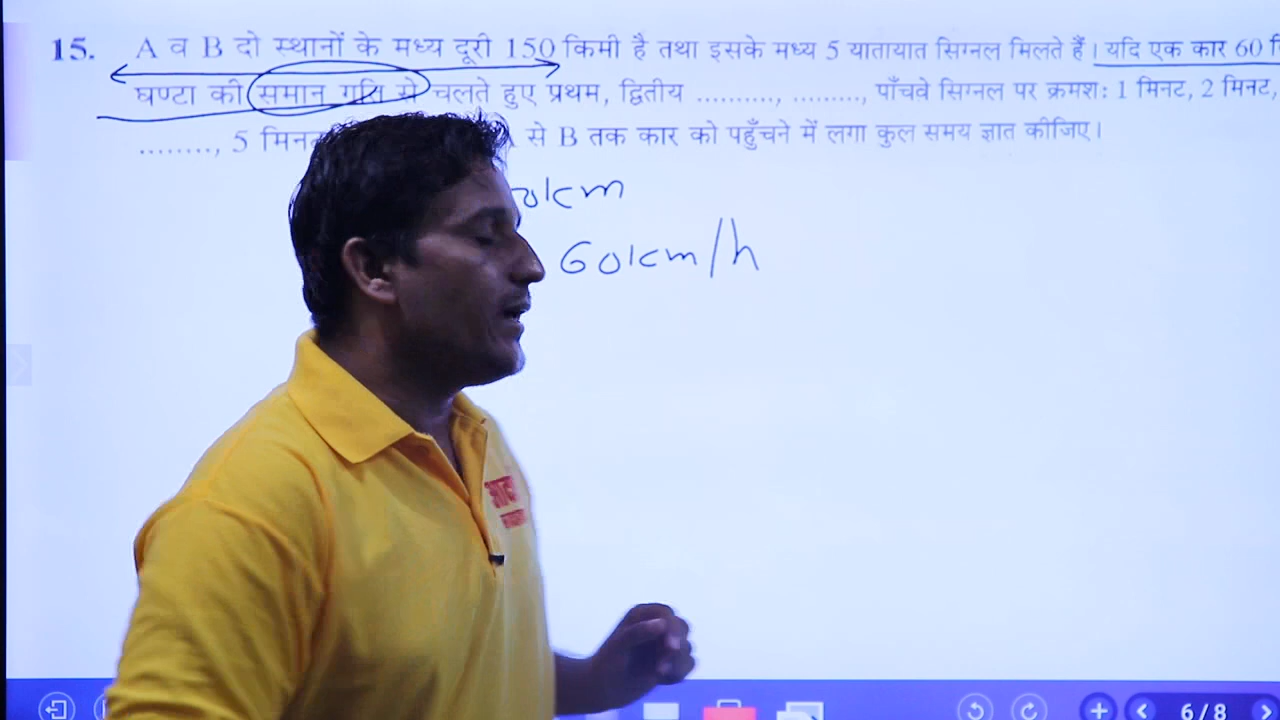 15. A व B दो स्थानों के मध्य दूरी 150 किमी है तथा इसके मध्य 5 यातायात सिग्नल मिलते हैं। यदि एक कार 60
घण्टा की समान गति से चलते हुए प्रथम, द्वितीय .........., .........., पाँचवे सिग्नल पर क्रमशः 1 मिनट, 2 मिनट,
........, 5 से B तक कार को पहुँचने में लगा कुल समय ज्ञात कीजिए।
km
60km/h
6/8